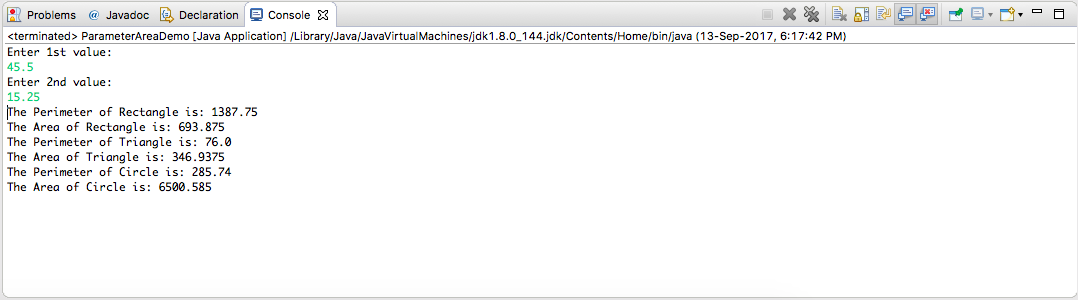 Problems @ Javadoc Declaration Console
<terminated> ParameterAreaDemo [Java Application] /Library/Java/JavaVirtualMachines/jdk1.8.0_144.jdk/Contents/Home/bin/java (13-Sep-2017, 6:17:42 PM)
Enter 1st value:
45.5
Enter 2nd value:
15.25
The Perimeter of Rectangle is: 1387.75
The Area of Rectangle is: 693.875
The Perimeter of Triangle is: 76.0
The Area of Triangle is: 346.9375
The Perimeter of Circle is: 285.74
The Area of Circle is: 6500.585